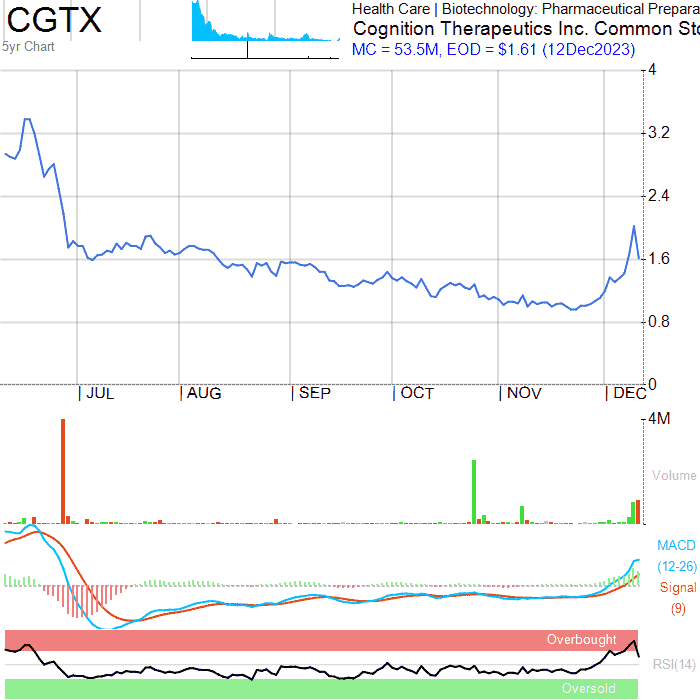 CGTX
5yr Chart
Health Care | Biotechnology: Pharmaceutical Prepara
Cognition Therapeutics Inc. Common Sto
MC = 53.5M, EOD = $1.61 (12Dec2023)
4
3.2
2.4
1.6
0.8
0
| JUL | AUG | SEP | OCT | NOV | DEC
4M
Volume
MACD
(12-26)
Signal
(9)
Overbought
RSI(14)
Oversold